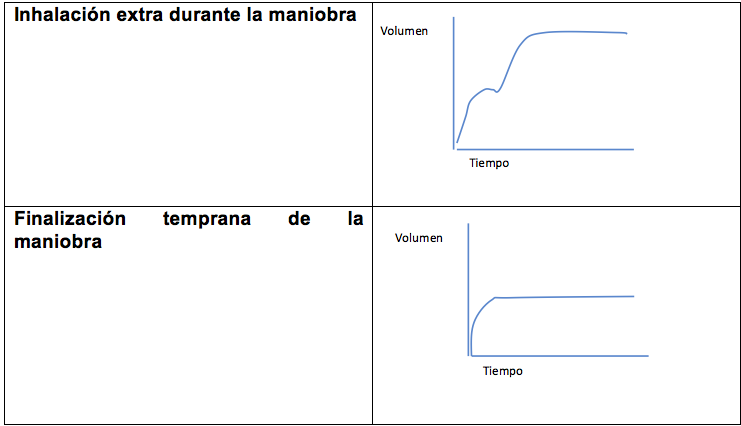 Inhalación extra durante la maniobra
Volumen
Tiempo
Finalización temprana de la
maniobra
Volumen
Tiempo